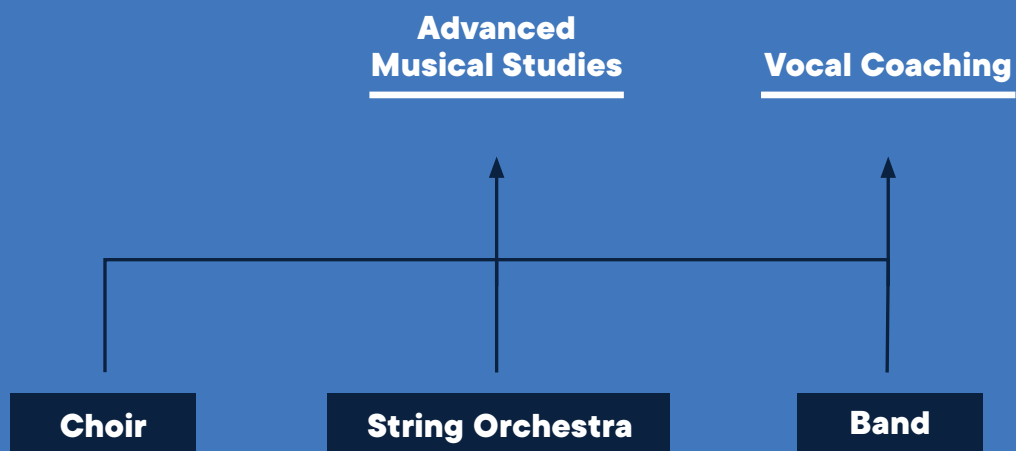 Advanced
Musical Studies
Vocal Coaching
Choir
String Orchestra
Band